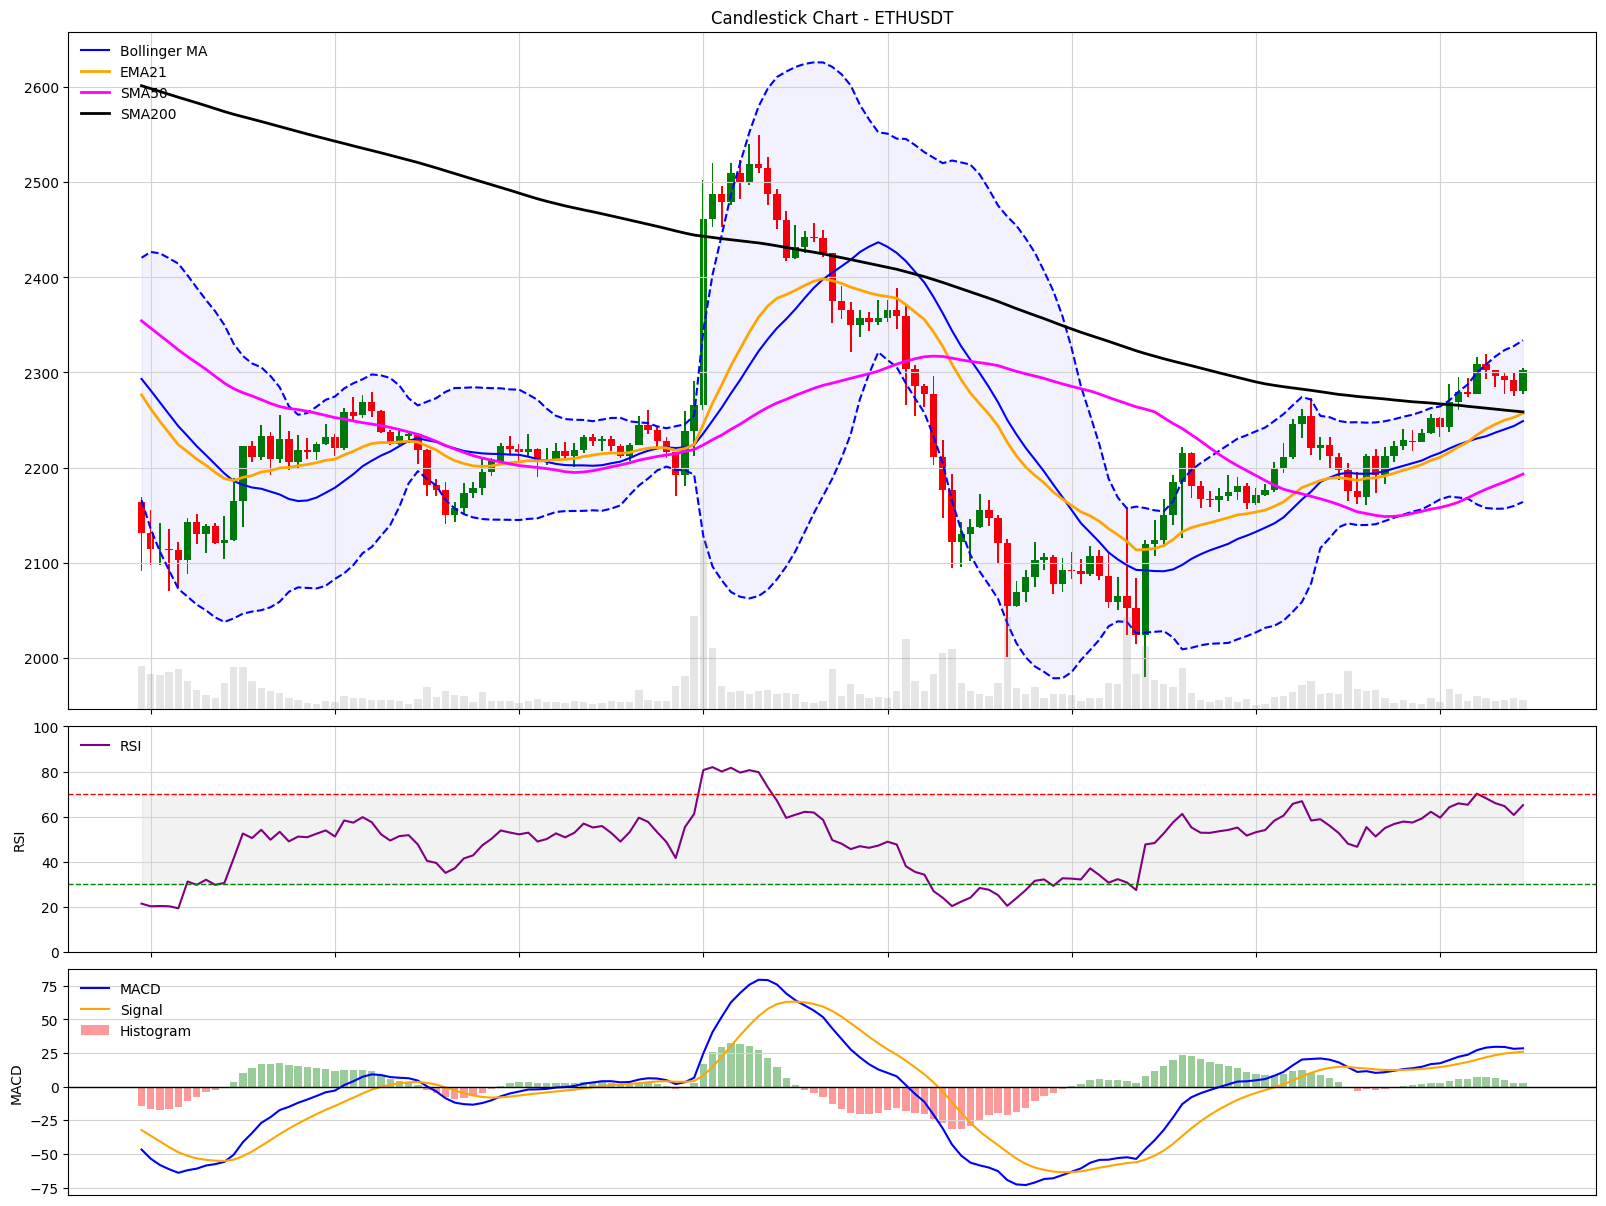 Candlestick Chart - ETHUSDT
Bollinger MA
EMA21
SMA50
SMA200
2600
2500
2400
2300
2200
2100
2000
RSI
100
80
60
40
20
0
RSI
MACD
Signal
Histogram
75
50
25
0
−25
−50
−75
MACD